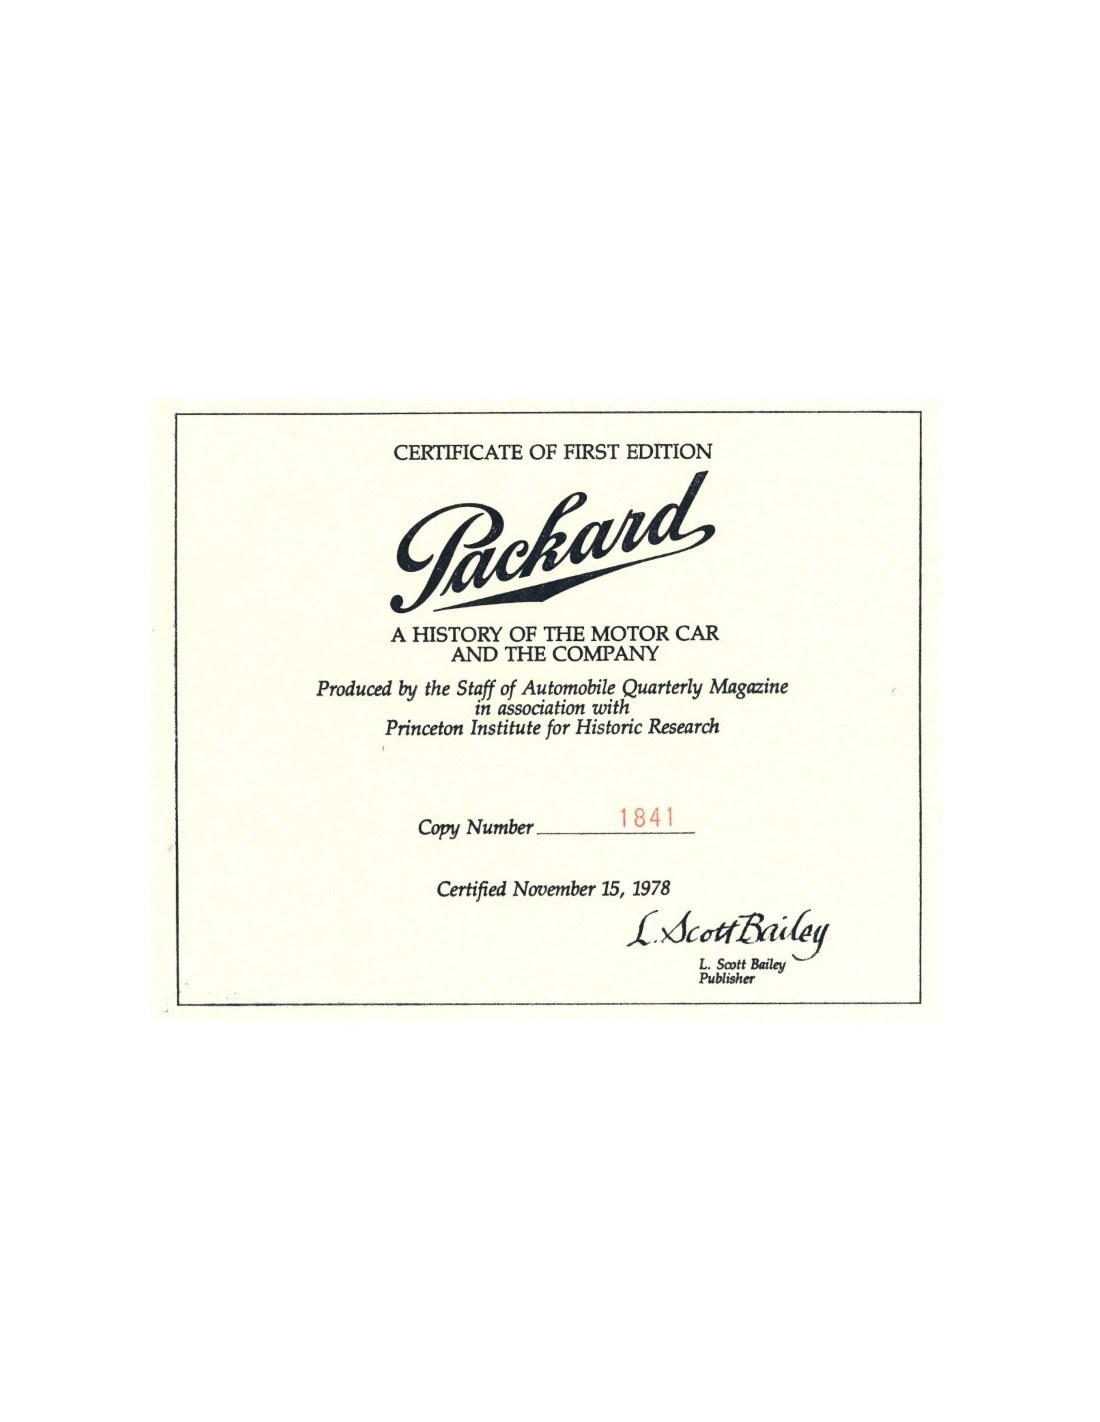 CERTIFICATE OF FIRST EDITION
Packard
A HISTORY OF THE MOTOR CAR
AND THE COMPANY
Produced by the Staff of Automobile Quarterly Magazine
in association with
Princeton Institute for Historic Research
Copy Number 1841
Certified November 15, 1978
L. Scott Bailey
L. Scott Bailey
Publisher